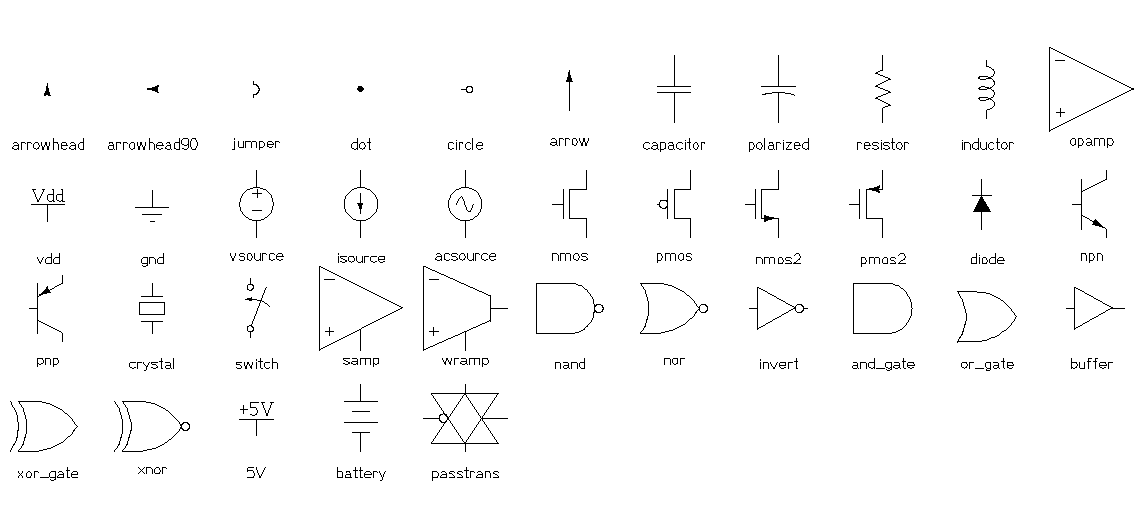 arrowhead arrowhead90 jumper dot circle arrow capacitor polarized resistor inductor opamp
Vdd
vdd gnd vsource isource acsource nmos pmos nmos2 pmos2 diode npn
pnp crystal switch samp wramp nand nor invert and_gate or_gate buffer
+5V
xor_gate xnor 5V battery passtrans